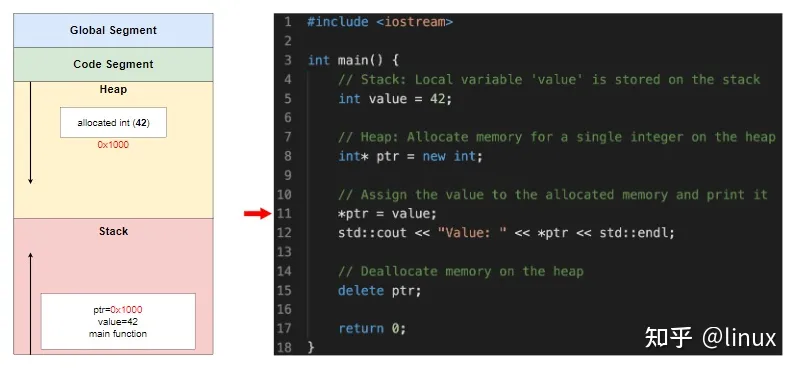 Global Segment
Code Segment
Heap
allocated int (42)
0x1000
Stack
ptr=0x1000
value=42
main function
1 #include <iostream>
2
3 int main() {
4     // Stack: Local variable 'value' is stored on the stack
5     int value = 42;
6
7     // Heap: Allocate memory for a single integer on the heap
8     int* ptr = new int;
9
10     // Assign the value to the allocated memory and print it
11     *ptr = value;
12     std::cout << "Value: " << *ptr << std::endl;
13
14     // Deallocate memory on the heap
15     delete ptr;
16
17     return 0;
18 }
知乎 @linux